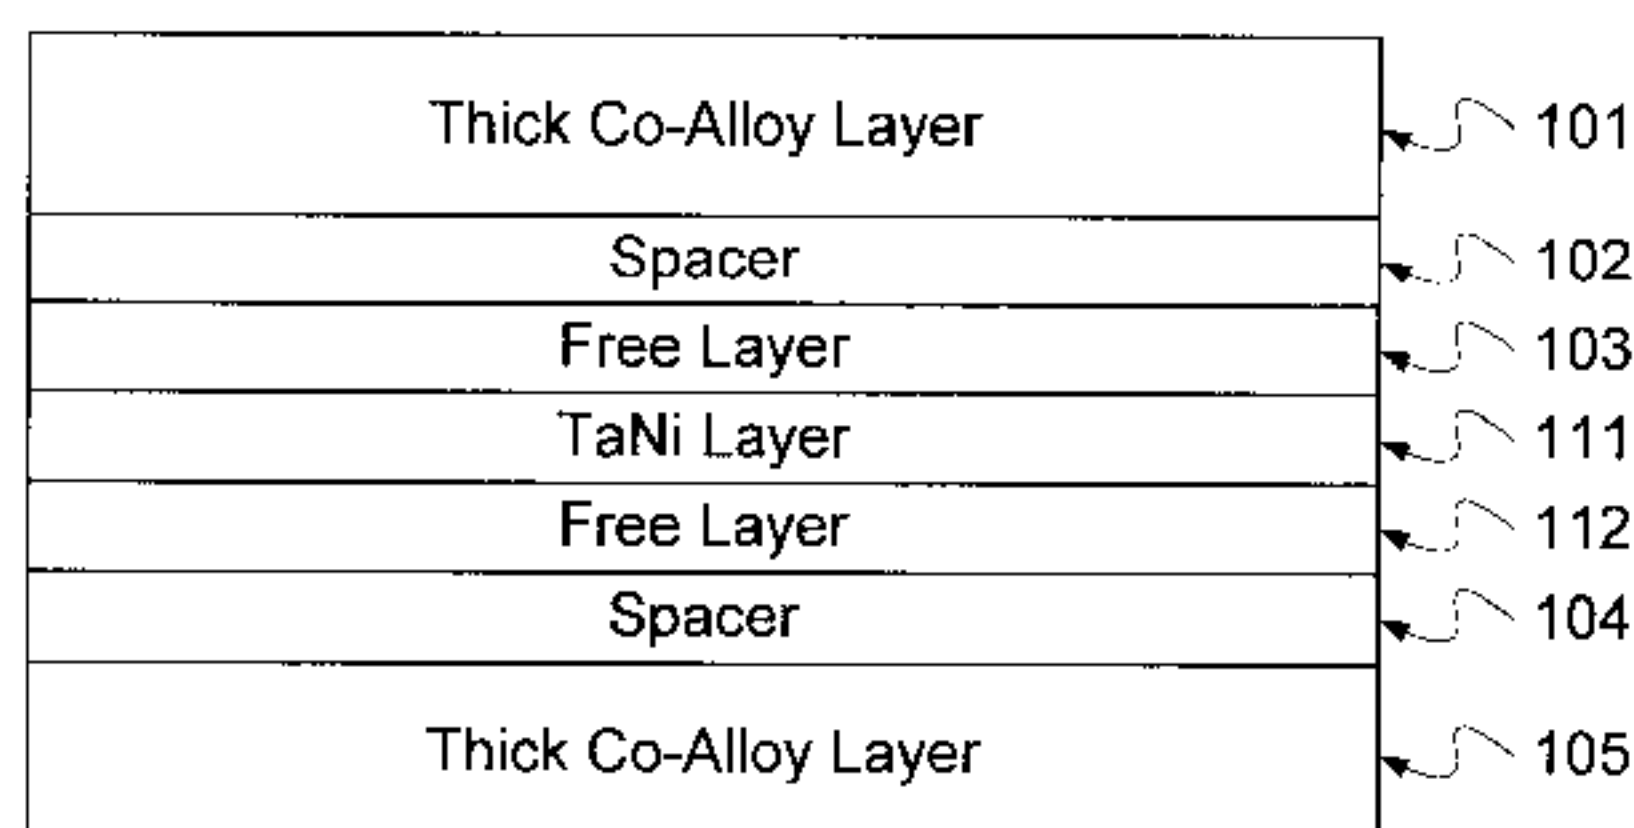 Thick Co-Alloy Layer 101
Spacer 102
Free Layer 103
TaNi Layer 111
Free Layer 112
Spacer 104
Thick Co-Alloy Layer 105